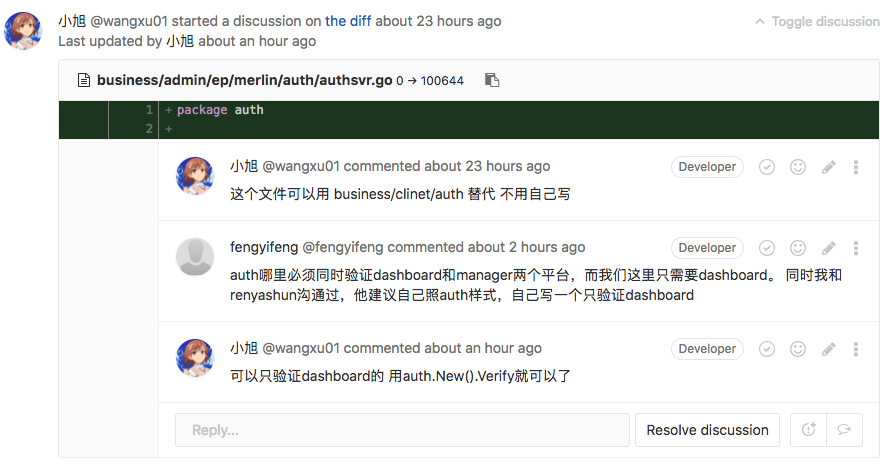 小旭 @wangxu01 started a discussion on the diff about 23 hours ago
Toggle discussion
Last updated by 小旭 about an hour ago
business/admin/ep/merlin/auth/authsvr.go 0 → 100644
1 + package auth
2 +
小旭 @wangxu01 commented about 23 hours ago
Developer
这个文件可以用 business/clinet/auth 替代 不用自己写
fengyifeng @fengyifeng commented about 2 hours ago
Developer
auth哪里必须同时验证dashboard和manager两个平台，而我们这里只需要dashboard。 同时我和
renyashun沟通过，他建议自己照auth样式，自己写一个只验证dashboard
小旭 @wangxu01 commented about an hour ago
Developer
可以只验证dashboard的 用auth.New().Verify就可以了
Reply...
Resolve discussion